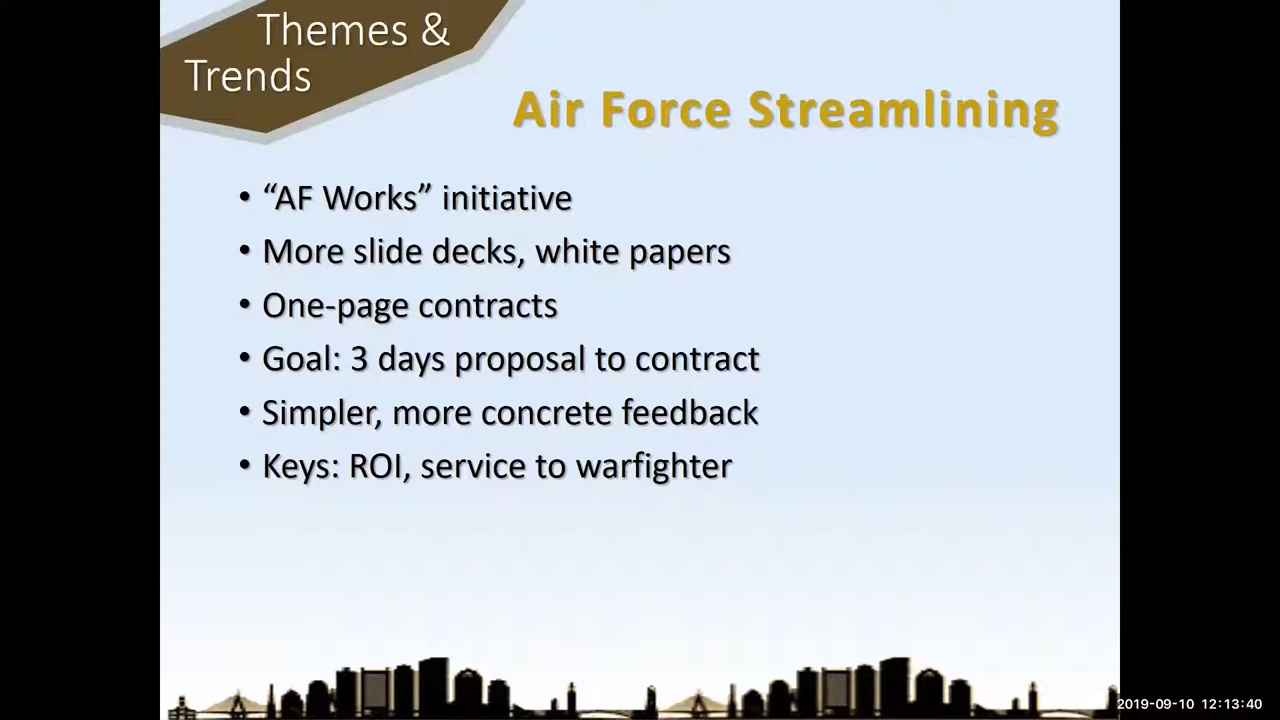 Themes &
Trends
Air Force Streamlining
• “AF Works” initiative
• More slide decks, white papers
• One-page contracts
• Goal: 3 days proposal to contract
• Simpler, more concrete feedback
• Keys: ROI, service to warfighter
2019-09-10 12:13:40